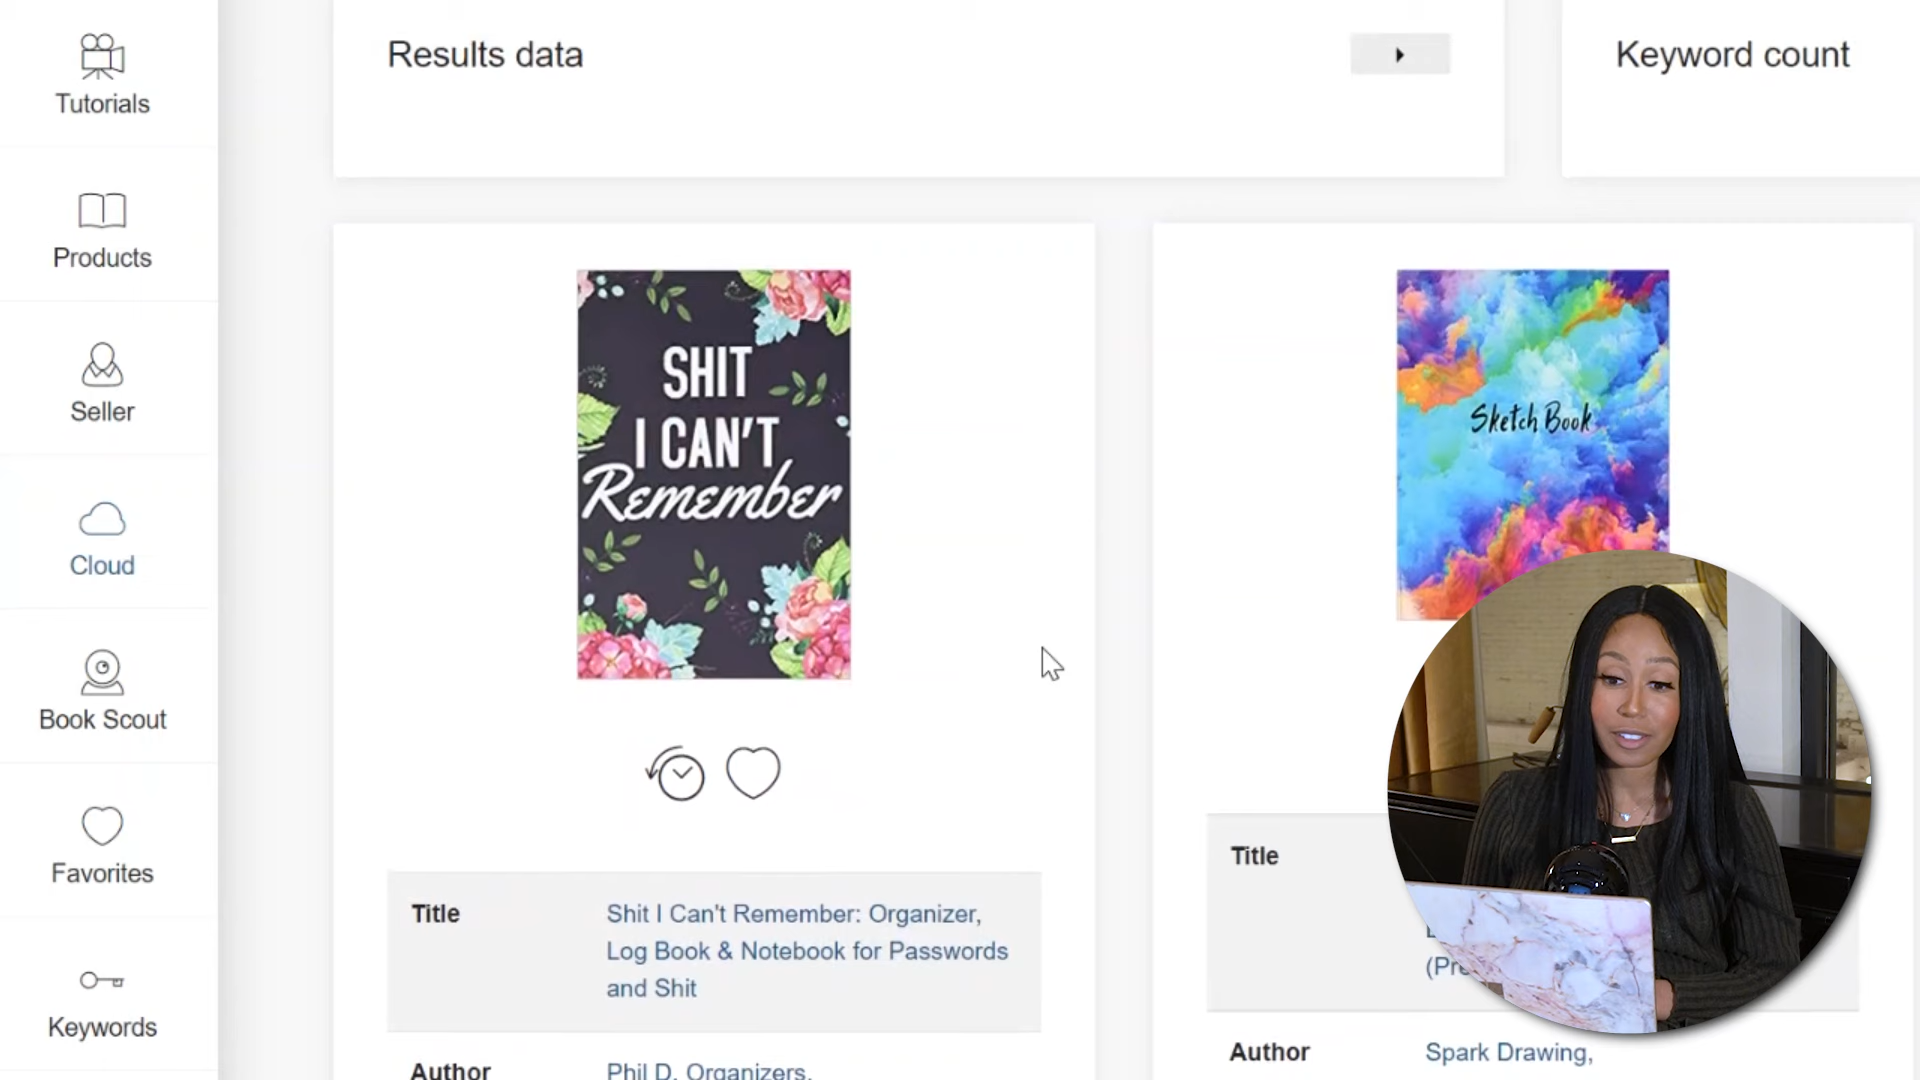 Tutorials
Products
Seller
Cloud
Book Scout
Favorites
Keywords
Results data
Keyword count
SHIT
I CAN'T
Remember
Title
Shit I Can't Remember: Organizer,
Log Book & Notebook for Passwords
and Shit
Author
Phil D. Organizers,
Sketch Book
Title
(Pre
Author
Spark Drawing,